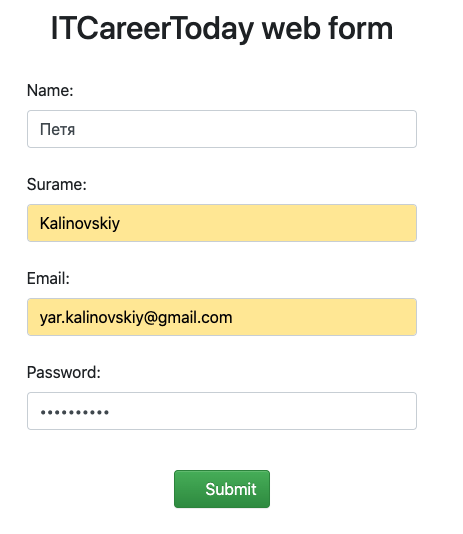 ITCareerToday web form
Name:
Петя
Surame:
Kalinovskiy
Email:
yar.kalinovskiy@gmail.com
Password:
••••••••••
Submit